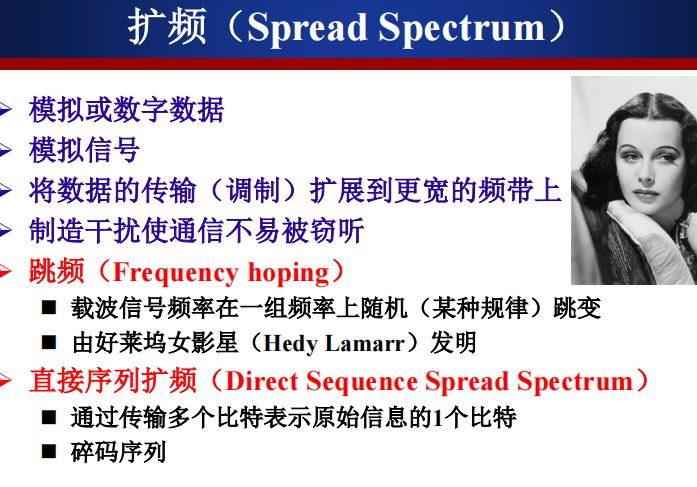 扩频（Spread Spectrum）
模拟或数字数据
模拟信号
将数据的传输（调制）扩展到更宽的频带上
制造干扰使通信不易被窃听
跳频（Frequency hoping）
载波信号频率在一组频率上随机（某种规律）跳变
由好莱坞女影星（Hedy Lamarr）发明
直接序列扩频（Direct Sequence Spread Spectrum）
通过传输多个比特表示原始信息的1个比特
碎码序列